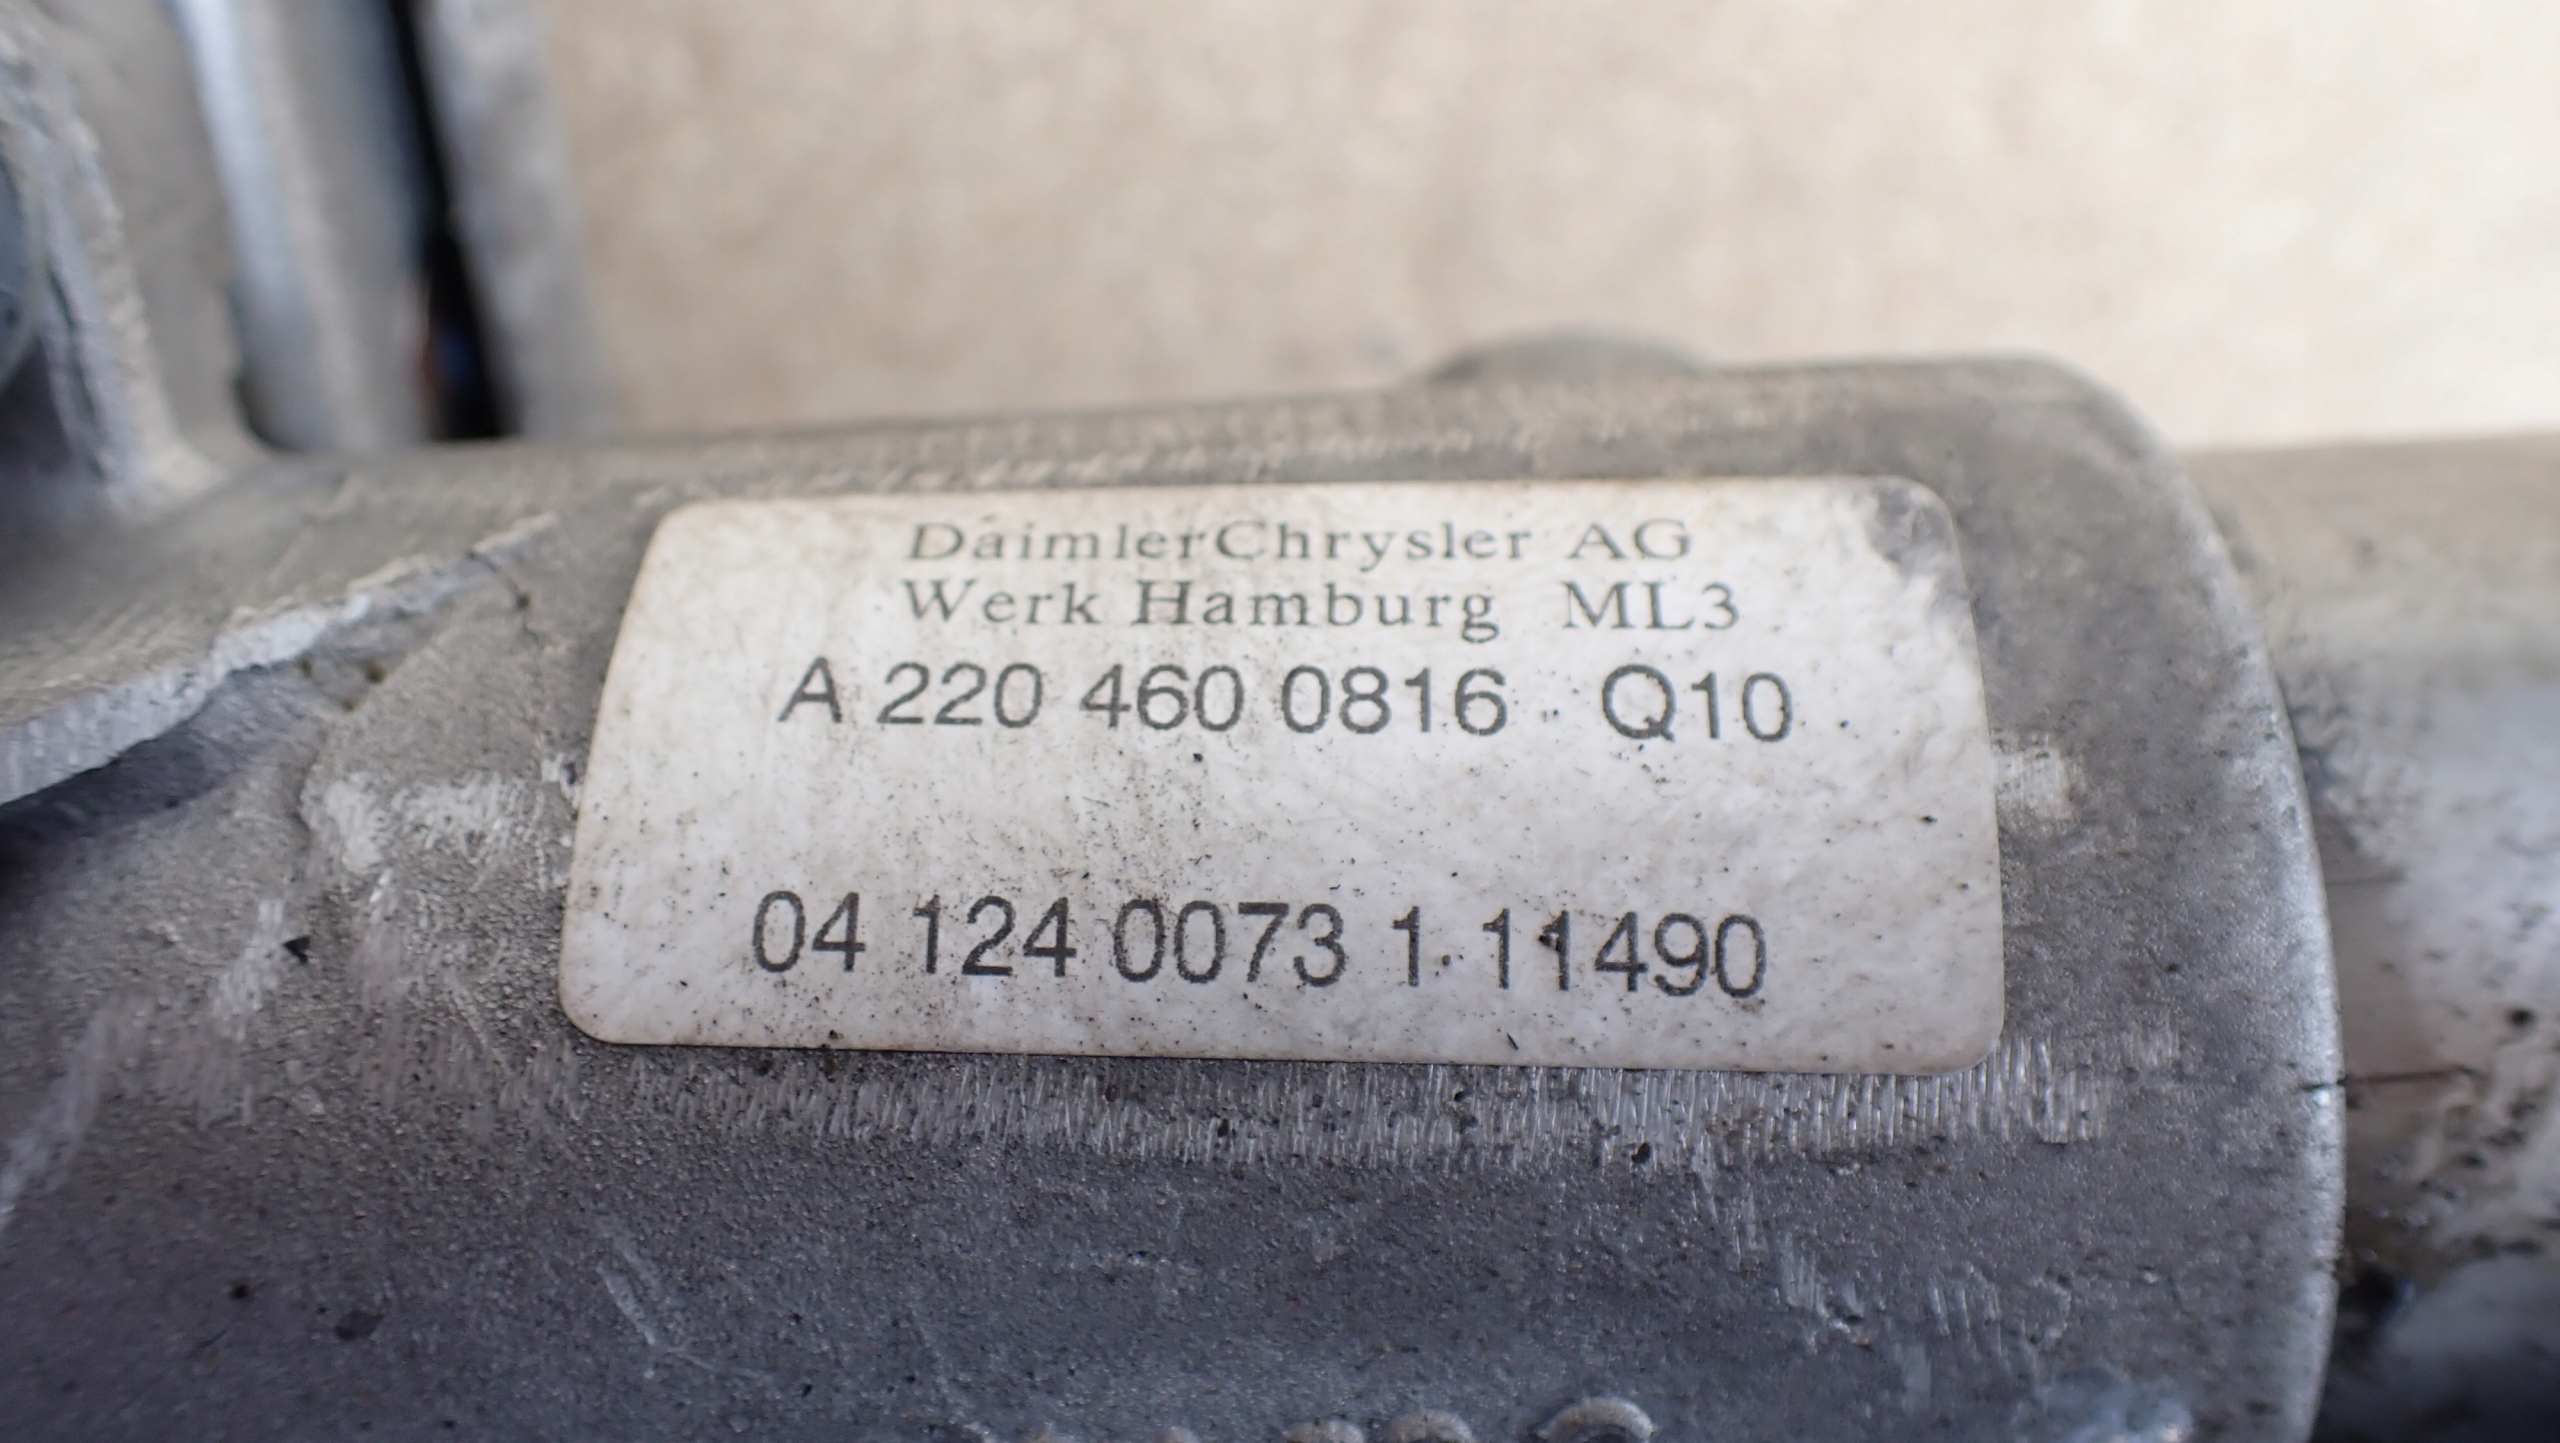 DaimlerChrysler AG
Werk Hamburg ML3
A 220 460 0816 Q10
04 124 0073 1 11490